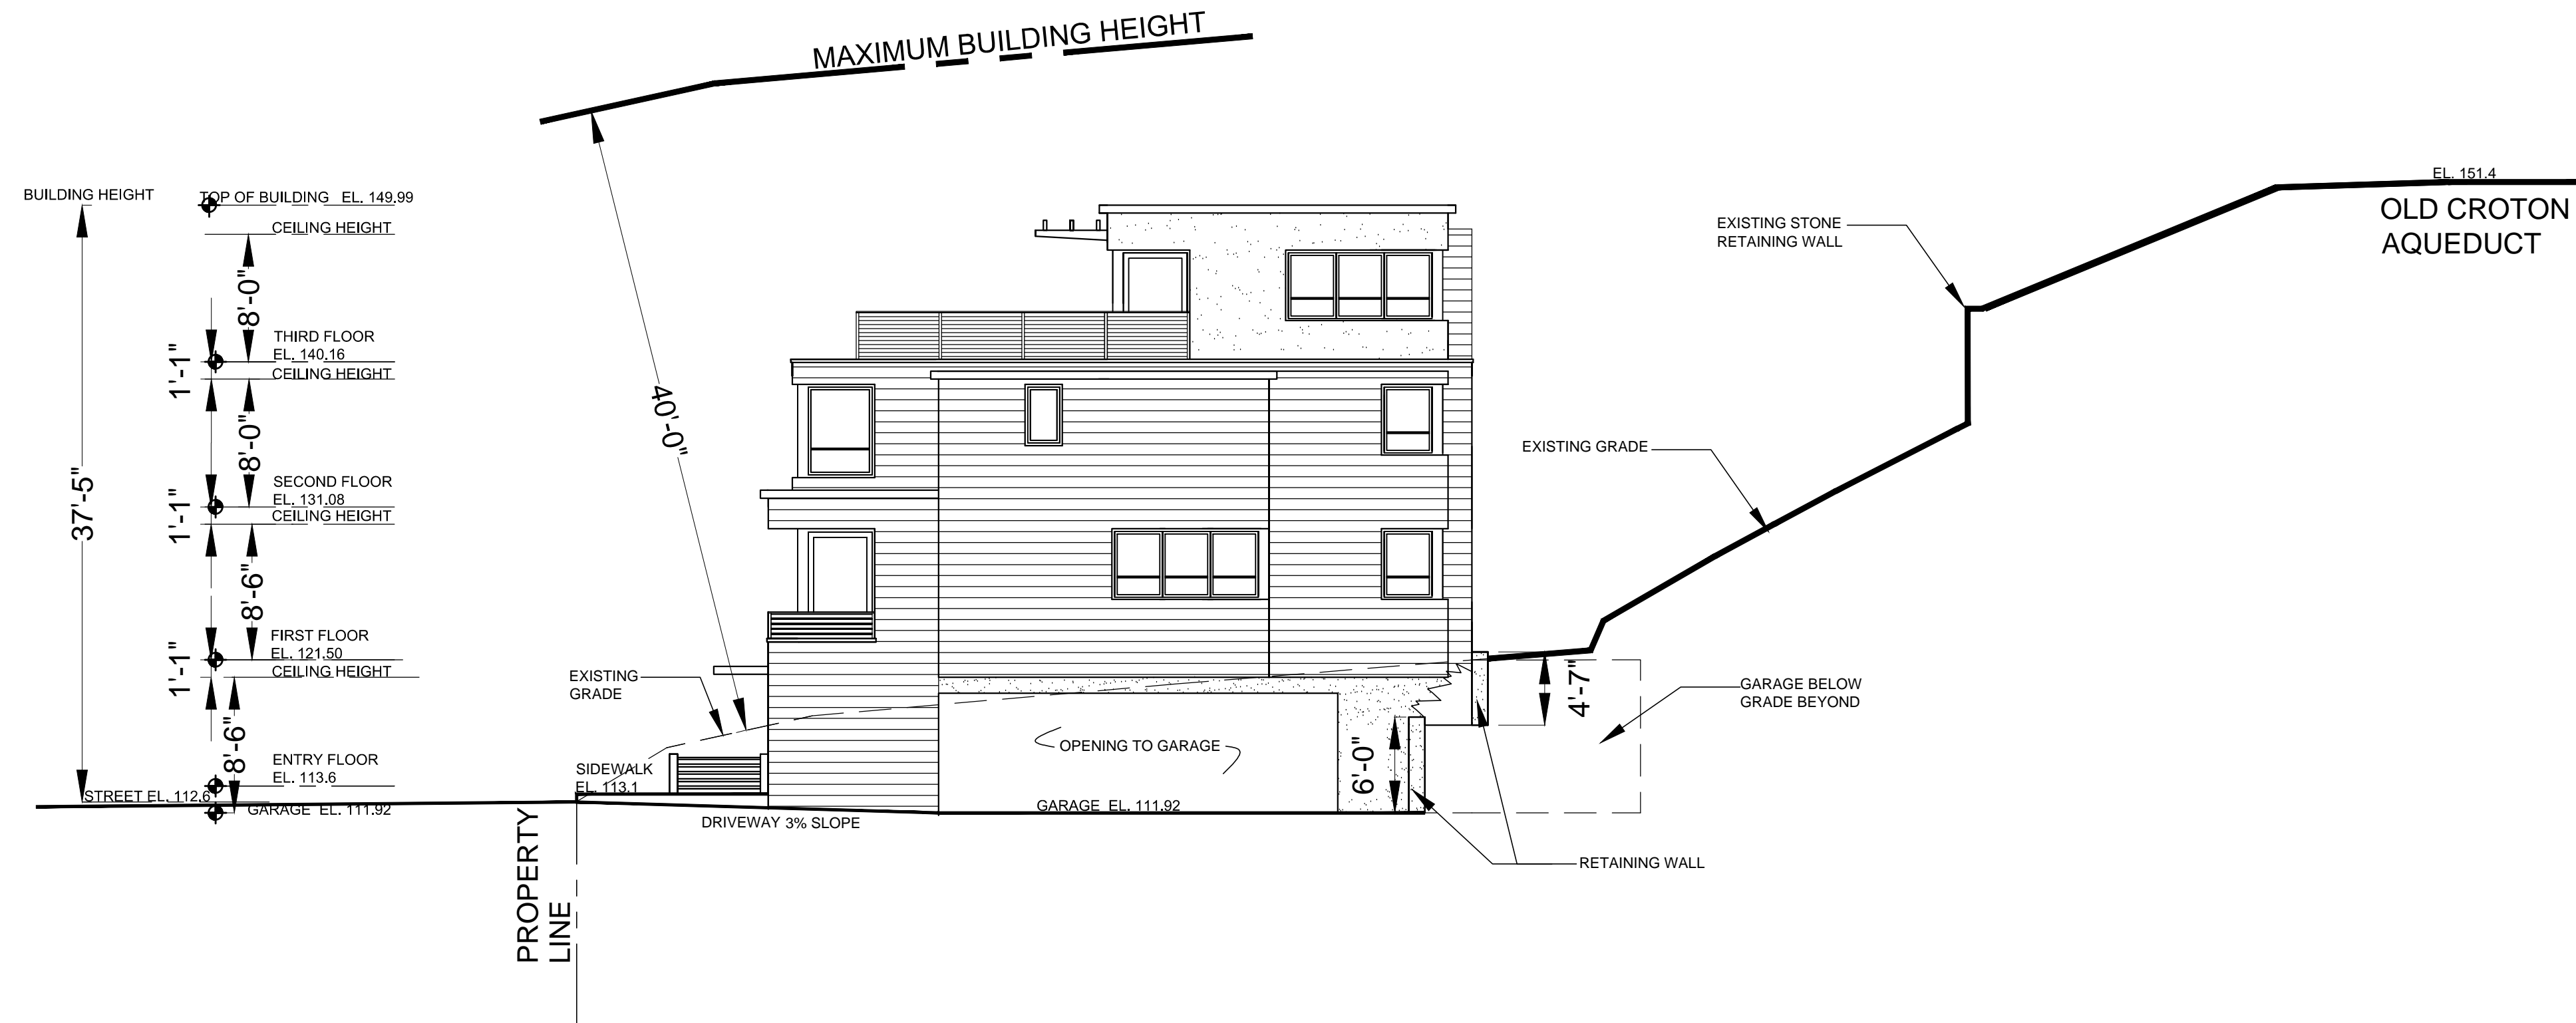 MAXIMUM BUILDING HEIGHT
BUILDING HEIGHT
TOP OF BUILDING EL. 149.99
CEILING HEIGHT
8'-0"
THIRD FLOOR
EL. 140.16
1'-1"
CEILING HEIGHT
8'-0"
SECOND FLOOR
EL. 131.08
1'-1"
CEILING HEIGHT
37'-5"
8'-6"
FIRST FLOOR
EL. 121.50
1'-1"
CEILING HEIGHT
8'-6"
ENTRY FLOOR
EL. 113.6
STREET EL. 112.6
GARAGE EL. 111.92
40'-0"
EXISTING
GRADE
SIDEWALK
EL. 113.1
DRIVEWAY 3% SLOPE
PROPERTY
LINE
OPENING TO GARAGE
GARAGE EL. 111.92
6'-0"
4'-7"
GARAGE BELOW
GRADE BEYOND
RETAINING WALL
EXISTING GRADE
EXISTING STONE
RETAINING WALL
EL. 151.4
OLD CROTON
AQUEDUCT